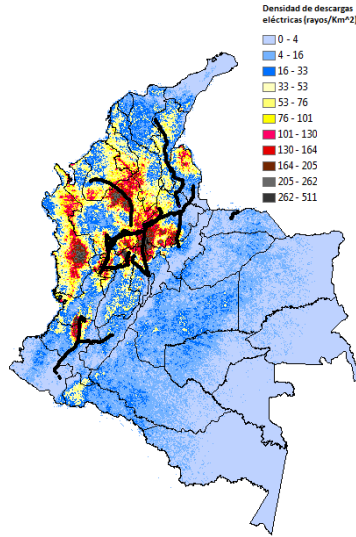 Densidad de descargas
eléctricas (rayos/Km^2)
0 - 4
4 - 16
16 - 33
33 - 53
53 - 76
76 - 101
101 - 130
130 - 164
164 - 205
205 - 262
262 - 511